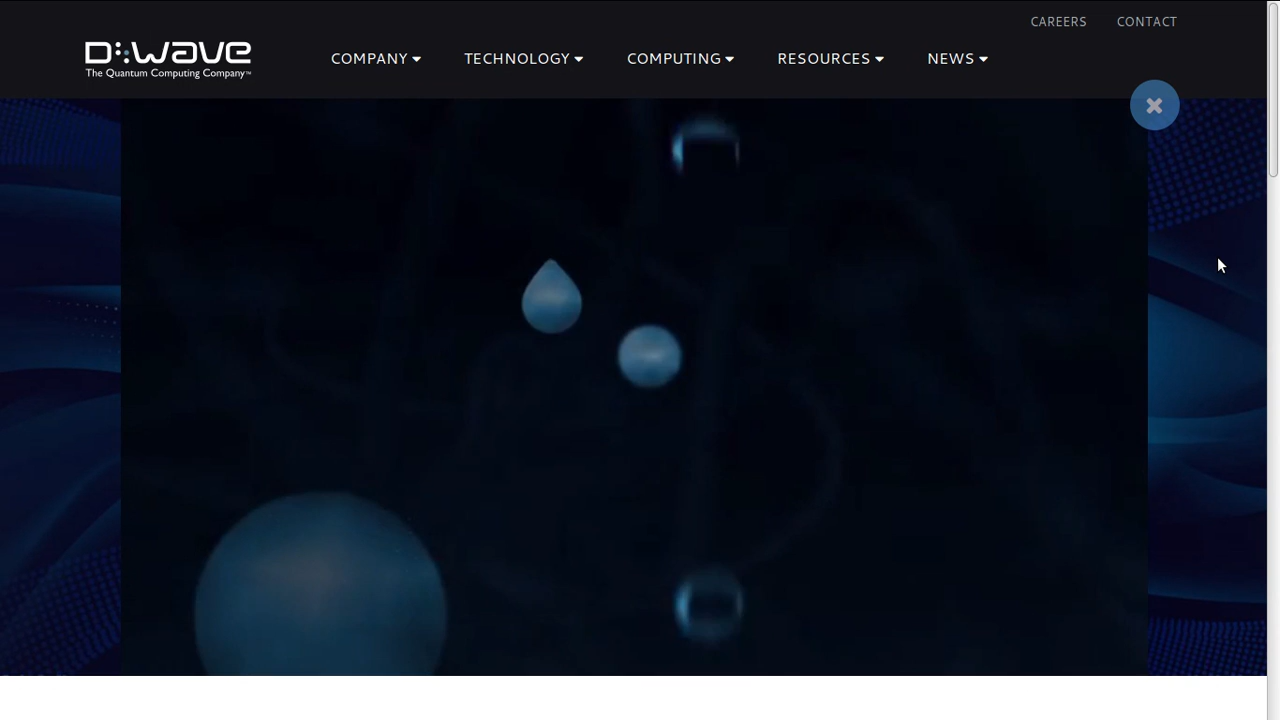 CAREERS CONTACT
D:wave
The Quantum Computing Company™
COMPANY TECHNOLOGY COMPUTING RESOURCES NEWS